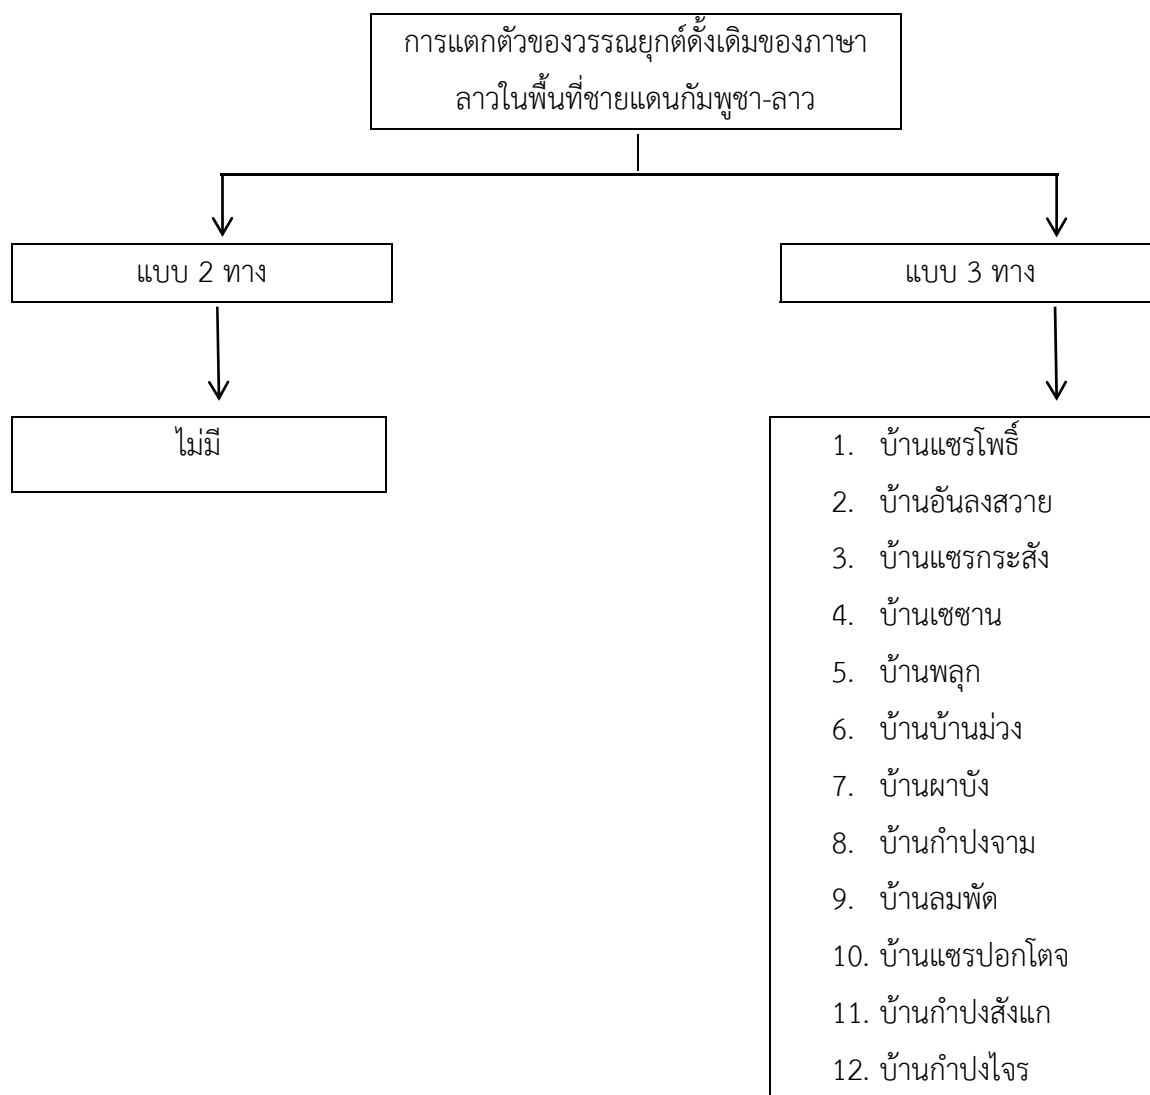 การแตกตัวของวรรณยุกต์ดั้งเดิมของภาษา
ลาวในพื้นที่ชายแดนกัมพูชา-ลาว
แบบ 2 ทาง
แบบ 3 ทาง
ไม่มี
1. บ้านแซรโพธิ์
2. บ้านอันลงสวาย
3. บ้านแซรกระสัง
4. บ้านเซซาน
5. บ้านพลุก
6. บ้านบ้านม่วง
7. บ้านผาบัง
8. บ้านกำปงจาม
9. บ้านลมพัด
10. บ้านแซรปอกโตจ
11. บ้านกำปงสังแก
12. บ้านกำปงไจร